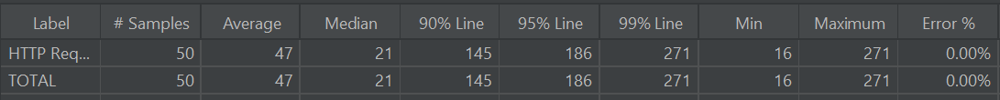 Label # Samples Average Median 90% Line 95% Line 99% Line Min Maximum Error %
HTTP Req... 50 47 21 145 186 271 16 271 0.00%
TOTAL 50 47 21 145 186 271 16 271 0.00%